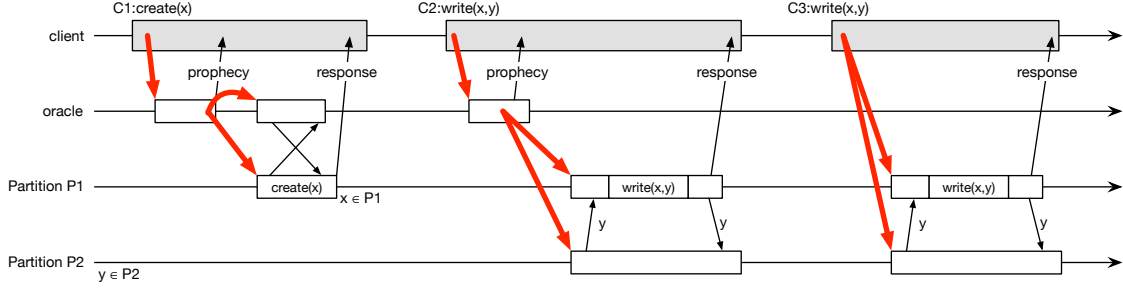 C1:create(x)
C2:write(x,y)
C3:write(x,y)
client
prophecy
response
prophecy
response
response
oracle
Partition P1
create(x)
write(x,y)
write(x,y)
x ∈ P1
y
y
y
y
Partition P2
y ∈ P2